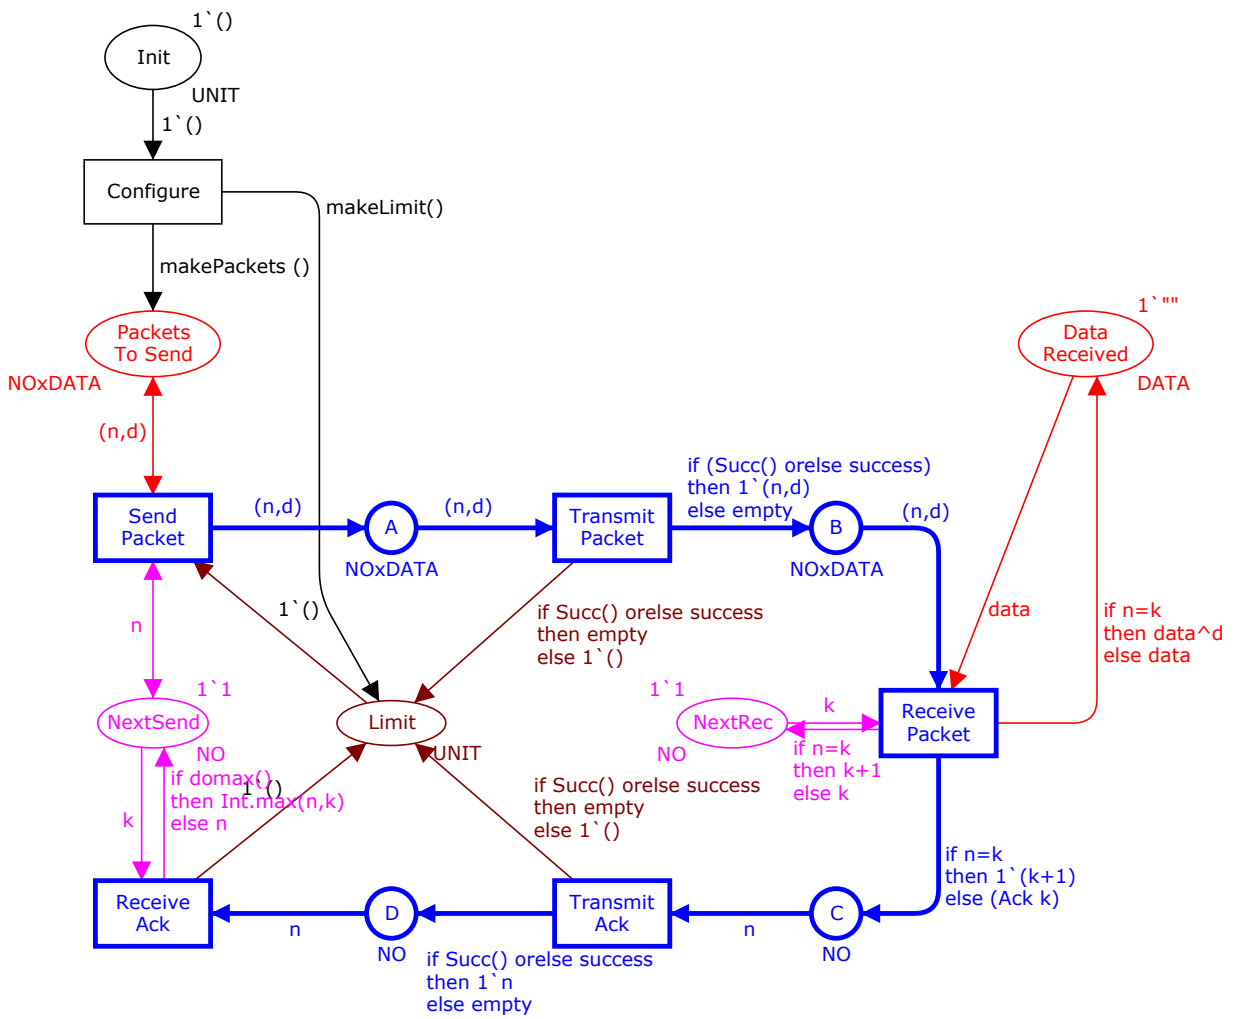 1`()
Init
UNIT
1`()
Configure
makeLimit()
makePackets ()
Packets
To Send
NOxDATA
(n,d)
1`""
Data
Received
DATA
Send
Packet
(n,d)
A
NOxDATA
(n,d)
Transmit
Packet
if (Succ() orelse success)
then 1`(n,d)
else empty
B
NOxDATA
(n,d)
n
1`()
if Succ() orelse success
then empty
else 1`()
data
if n=k
then data^d
else data
1`1
NextSend
NO
Limit
UNIT
1`1
NextRec
NO
k
if n=k
then k+1
else k
Receive
Packet
k
if domax()
then Int.max(n,k)
else n
1`()
if Succ() orelse success
then empty
else 1`()
if n=k
then 1`(k+1)
else (Ack k)
Receive
Ack
n
D
NO
if Succ() orelse success
then 1`n
else empty
Transmit
Ack
n
C
NO